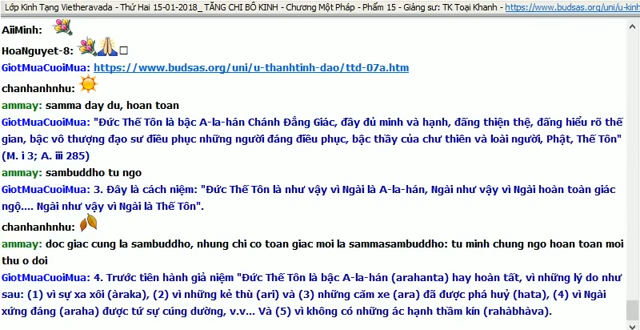 Lớp Kinh Tạng Vietheravada - Thứ Hai 15-01-2018_ TĂNG CHI BỘ KINH - Chương Một Pháp - Phẩm 15 - Giảng sư: TK Toại Khanh - https://www.budsas.org/uni/u-kinh
AiiMinh:
HoaNguyet-8:
GiotMuaCuoiMua: https://www.budsas.org/uni/u-thanhtinh-dao/ttd-07a.htm
chanhanhnhu:
ammay: samma day du, hoan toan
GiotMuaCuoiMua: "Đức Thế Tôn là bậc A-la-hán Chánh Đẳng Giác, đầy đủ minh và hạnh, đấng thiện thệ, đấng hiểu rõ thế
gian, bậc vô thượng đạo sư điều phục những người đáng điều phục, bậc thầy của chư thiên và loài người, Phật, Thế Tôn"
(M. i 3; A. iii 285)
ammay: sambuddho tu ngo
GiotMuaCuoiMua: 3. Đây là cách niệm: "Đức Thế Tôn là như vậy vì Ngài là A-la-hán, Ngài như vậy vì Ngài hoàn toàn giác
ngộ.... Ngài như vậy vì Ngài là Thế Tôn".
chanhanhnhu:
ammay: doc giac cung la sambuddho, nhung chi co toan giac moi la sammasambuddho: tu minh chung ngo hoan toan moi
thu o doi
GiotMuaCuoiMua: 4. Trước tiên hành giả niệm "Đức Thế Tôn là bậc A-la-hán (arahanta) hay hoàn tất, vì những lý do như
sau: (1) vì sự xa xôi (àraka), (2) vì những kẻ thù (ari) và (3) những căm xe (ara) đã được phá huỷ (hata), (4) vì Ngài
xứng đáng (araha) được tứ sự cúng dường, v.v... Và (5) vì không có những ác hạnh thầm kín (rahàbhàva).